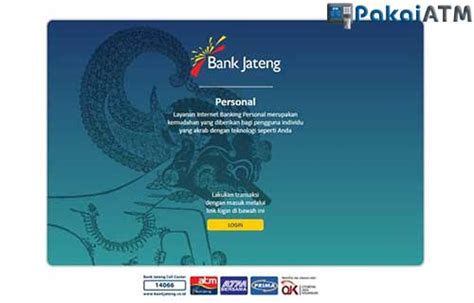 PakaiATM
Bank Jateng
Personal
Layanan Internet Banking Personal merupakan
kemudahan yang diberikan bagi pengguna individu
yang akrab dengan teknologi seperti Anda
Lakukan transaksi
dengan masuk melalui
link login di bawah ini
LOGIN
Bank Jateng Call Center
14066
www.bankjateng.co.id
atm
ATM
BERSAMA
PRIMA